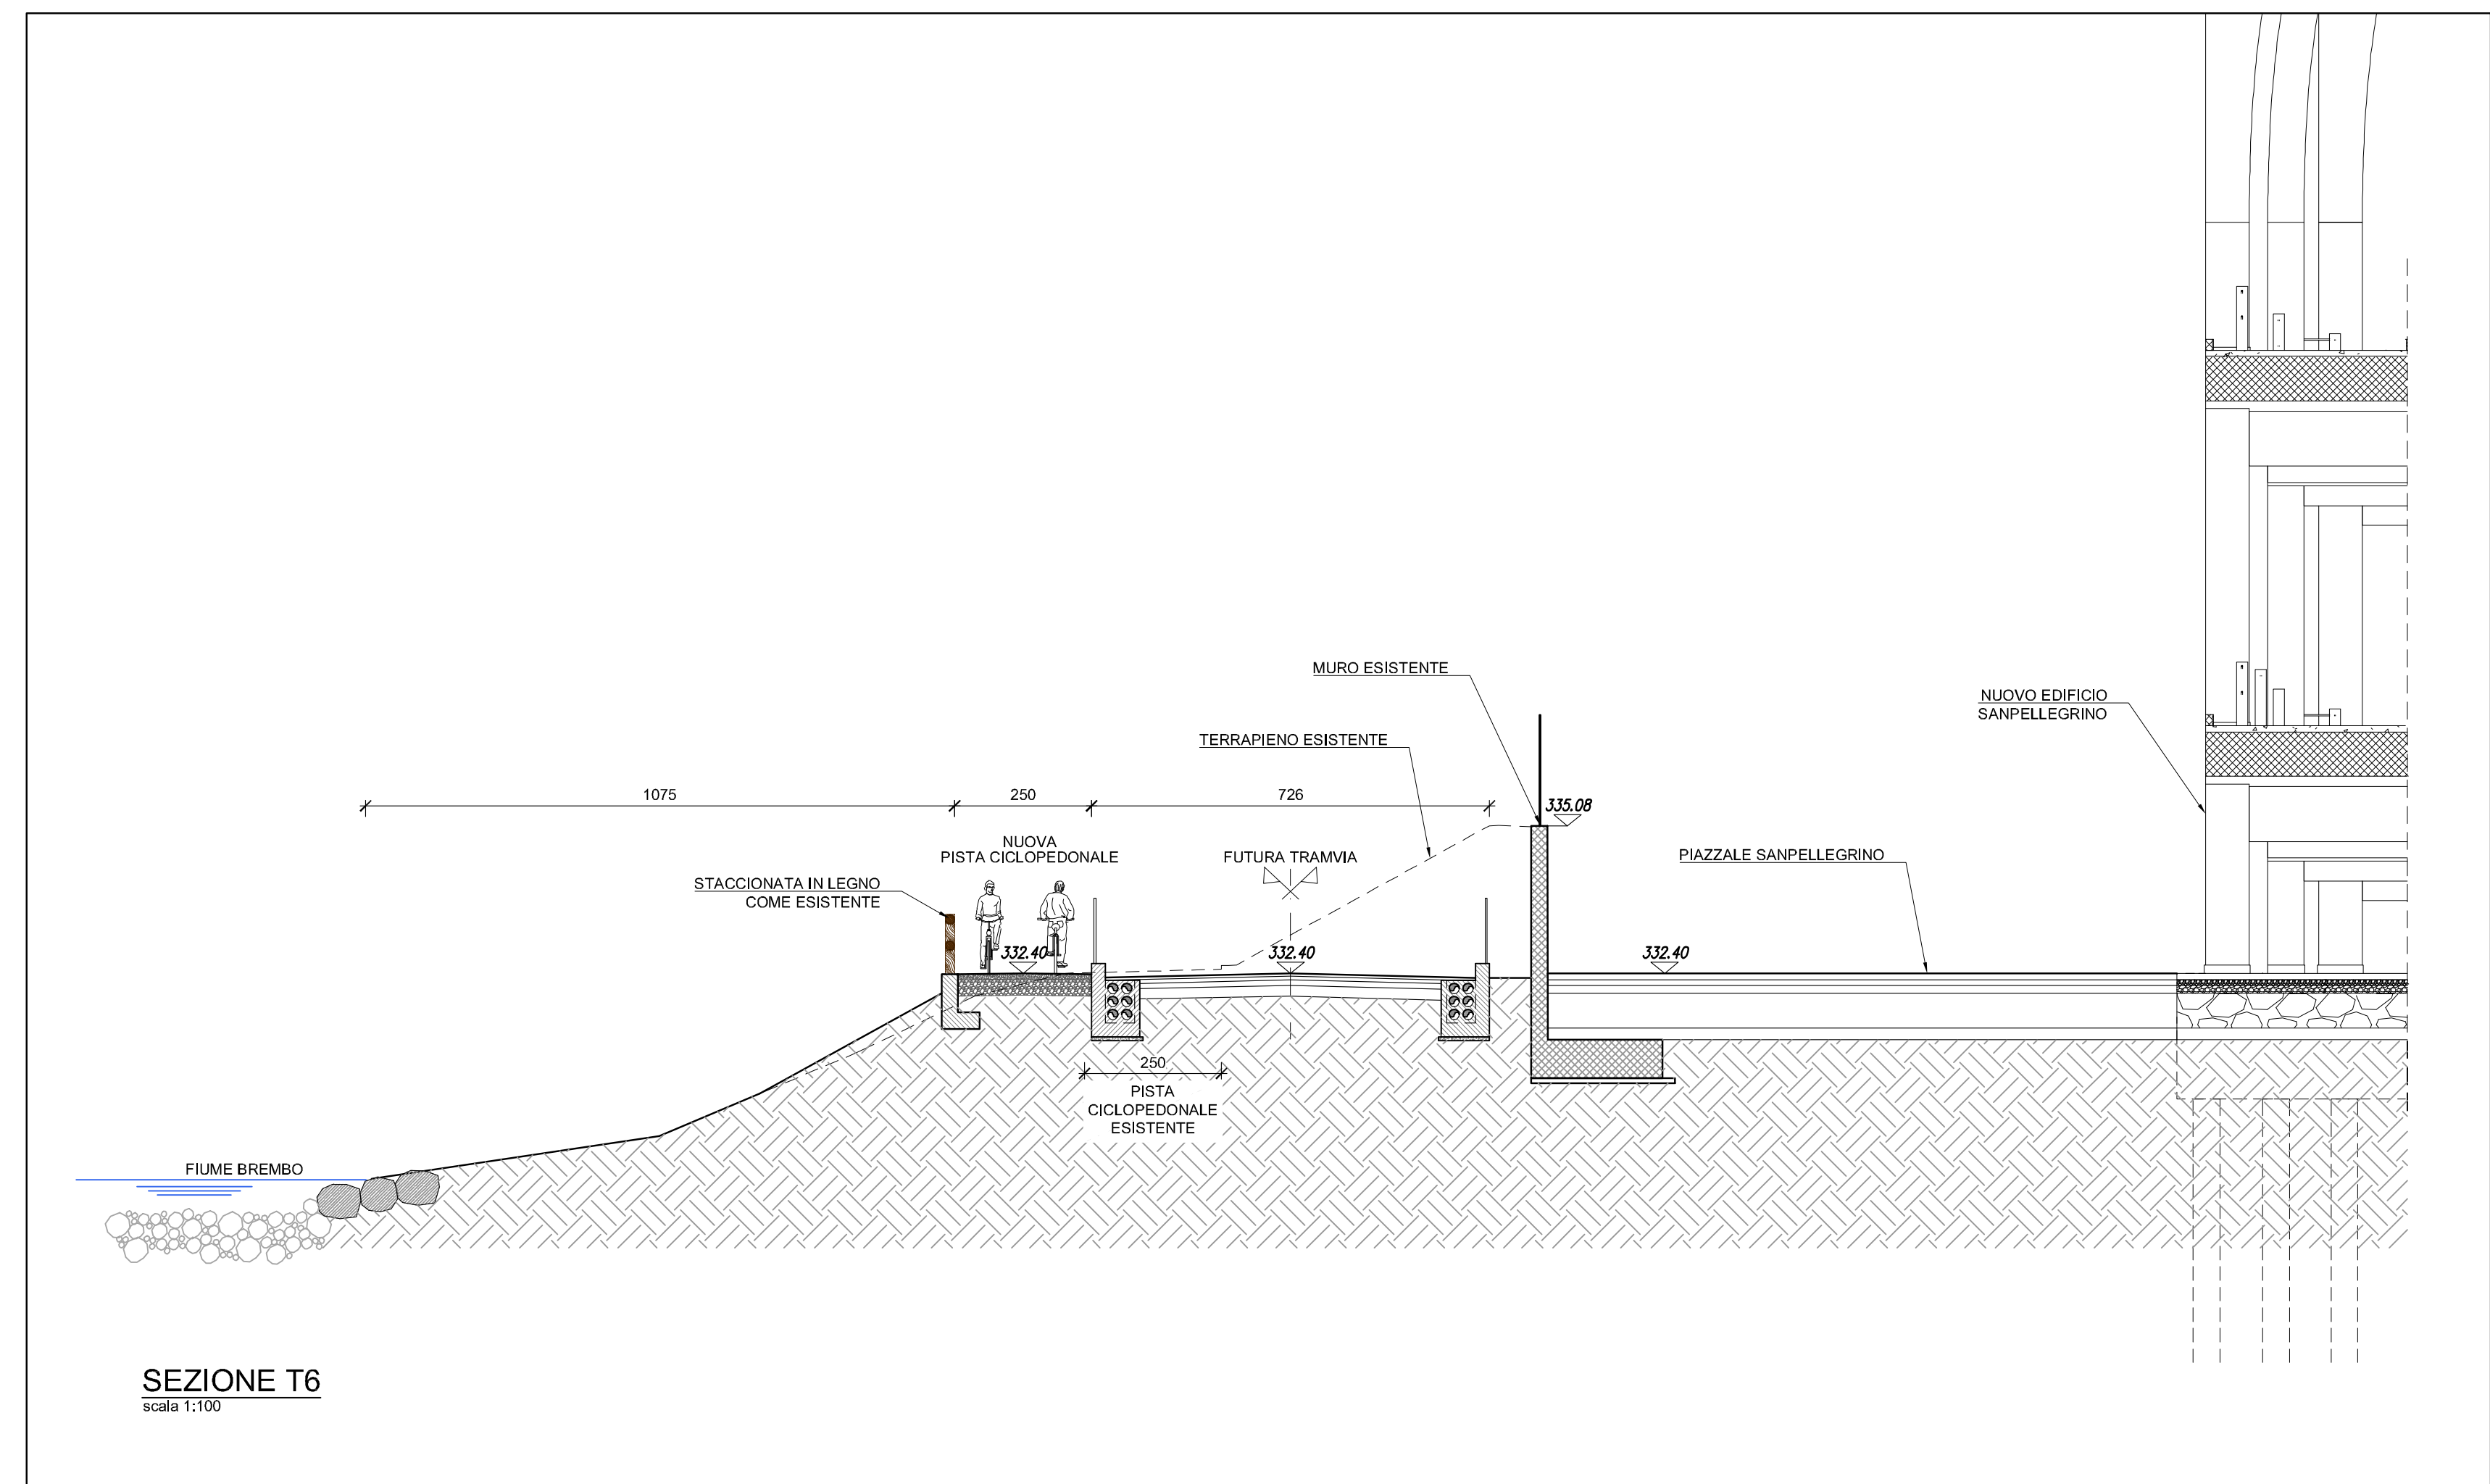 MURO ESISTENTE
NUOVO EDIFICIO
SANPELLEGRINO
TERRAPIENO ESISTENTE
1075
250
726
335.08
NUOVA
PISTA CICLOPEDONALE
FUTURA TRAMVIA
PIAZZALE SANPELLEGRINO
STACCIONATA IN LEGNO
COME ESISTENTE
332.40
332.40
332.40
250
PISTA
CICLOPEDONALE
ESISTENTE
FIUME BREMBO
SEZIONE T6
scala 1:100